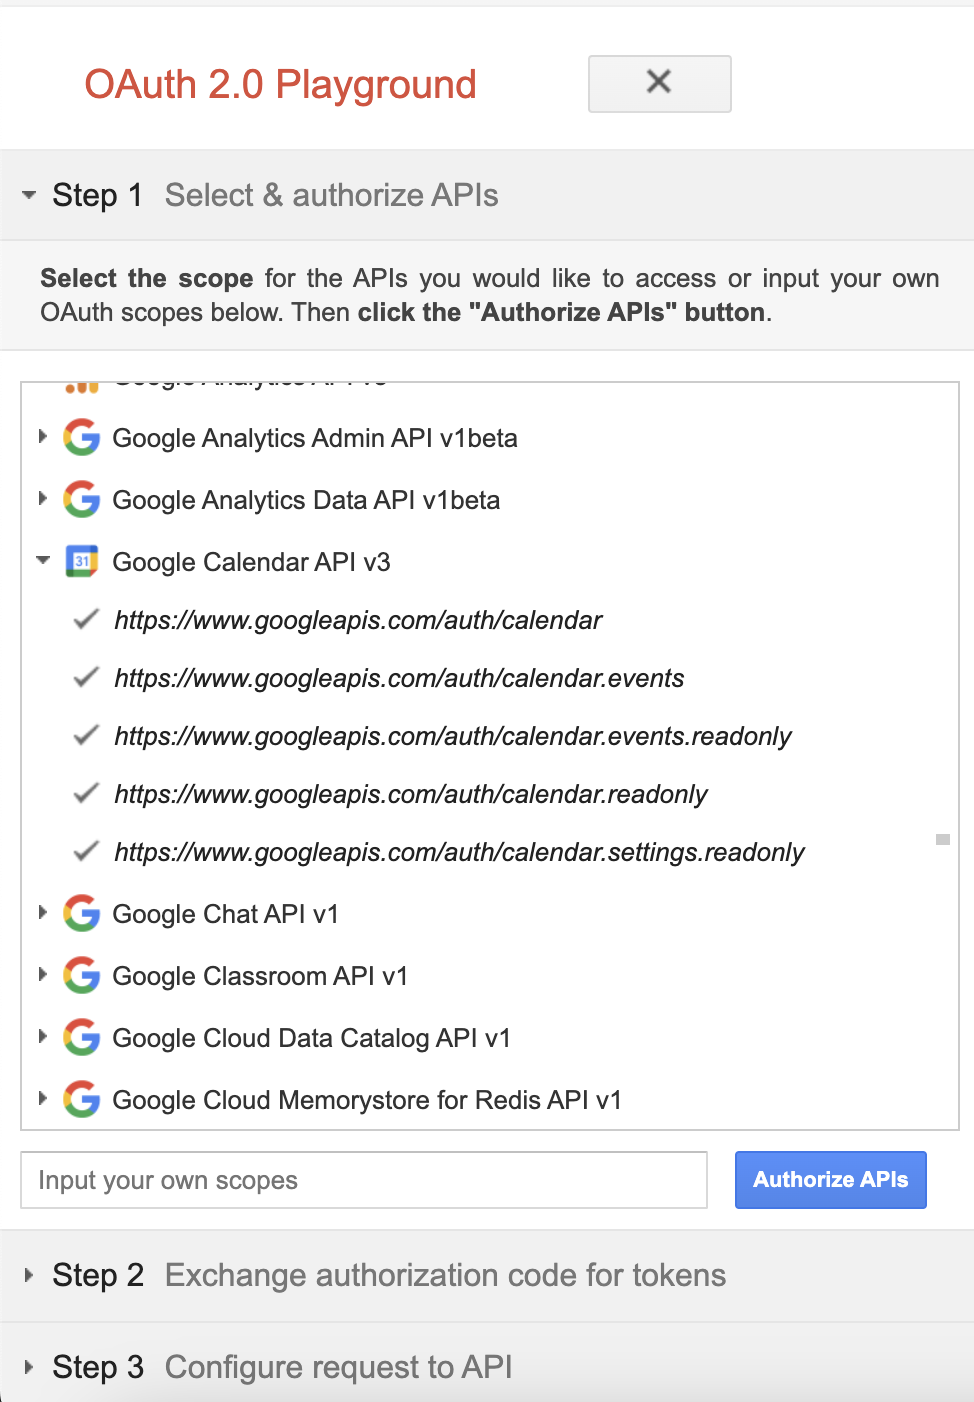 OAuth 2.0 Playground
Step 1 Select & authorize APIs
Select the scope for the APIs you would like to access or input your own
OAuth scopes below. Then click the "Authorize APIs" button.
Google Analytics API v3
Google Analytics Admin API v1beta
Google Analytics Data API v1beta
31 Google Calendar API v3
https://www.googleapis.com/auth/calendar
https://www.googleapis.com/auth/calendar.events
https://www.googleapis.com/auth/calendar.events.readonly
https://www.googleapis.com/auth/calendar.readonly
https://www.googleapis.com/auth/calendar.settings.readonly
Google Chat API v1
Google Classroom API v1
Google Cloud Data Catalog API v1
Google Cloud Memorystore for Redis API v1
Input your own scopes
Authorize APIs
Step 2 Exchange authorization code for tokens
Step 3 Configure request to API